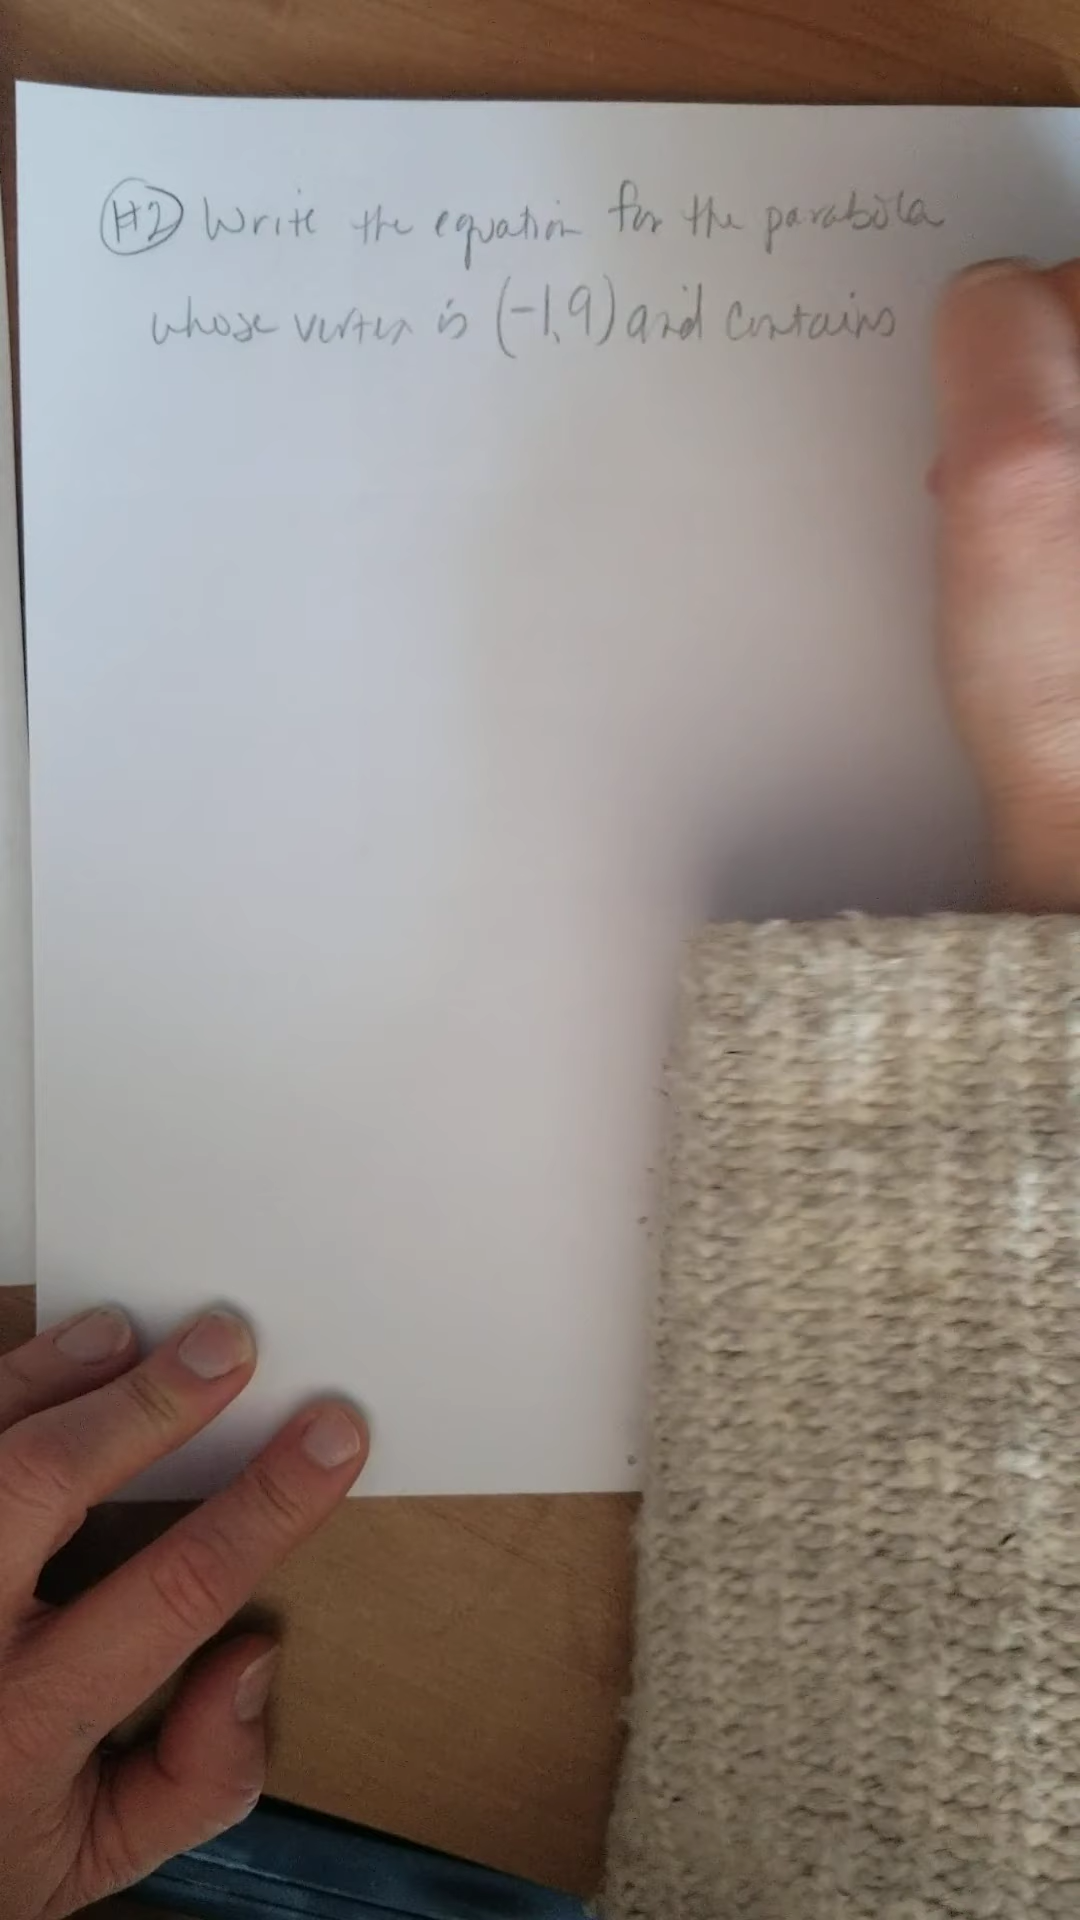 #2 Write the equation for the parabola
whose vertex is (-1,9) and contains